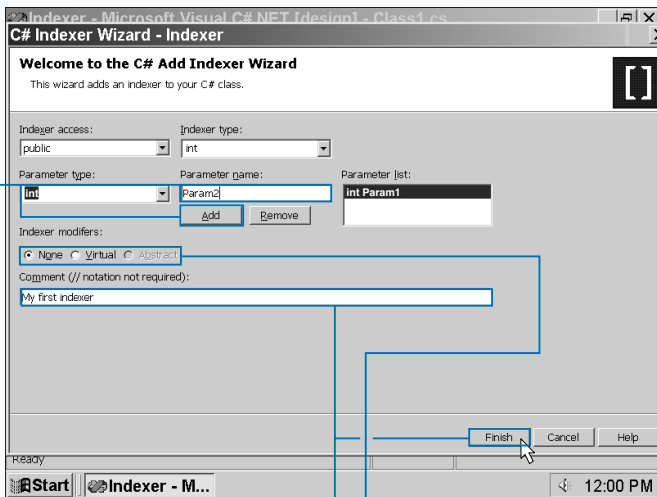 Indexer - Microsoft Visual C# .NET [design] - Class1.cs
C# Indexer Wizard - Indexer
Welcome to the C# Add Indexer Wizard
This wizard adds an indexer to your C# class.
Indexer access:
Indexer type:
public
int
Parameter type:
Parameter name:
Parameter list:
int
Param2
int Param1
Add
Remove
Indexer modifers:
None
Virtual
Abstract
Comment (// notation not required):
My first indexer
Finish
Cancel
Help
Ready
Start
Indexer - M...
12:00 PM